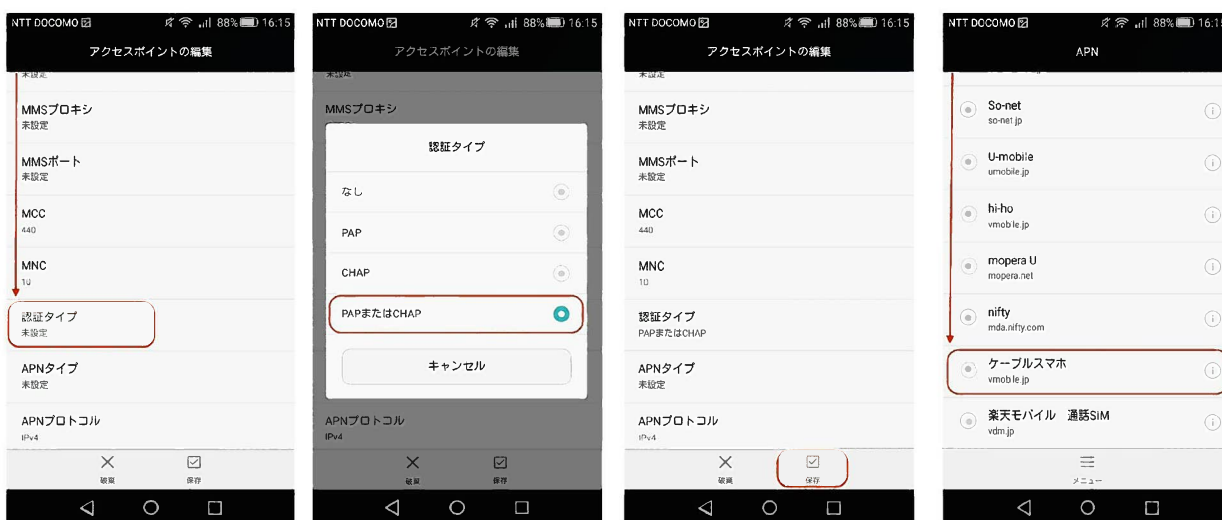 NTT DOCOMO 88% 16:15
アクセスポイントの編集
未設定
MMSプロキシ
未設定
MMSポート
未設定
MCC
440
MNC
10
認証タイプ
未設定
APNタイプ
未設定
APNプロトコル
IPv4
破棄
保存
NTT DOCOMO 88% 16:15
アクセスポイントの編集
未設定
MMSプロキシ
認証タイプ
なし
PAP
CHAP
PAPまたはCHAP
キャンセル
APNプロトコル
IPv4
破棄
保存
NTT DOCOMO 88% 16:15
アクセスポイントの編集
未設定
MMSプロキシ
未設定
MMSポート
未設定
MCC
440
MNC
10
認証タイプ
PAPまたはCHAP
APNタイプ
未設定
APNプロトコル
IPv4
破棄
保存
NTT DOCOMO 88% 16:15
APN
So-net
so-net.jp
U-mobile
umobile.jp
hi-ho
vmobile.jp
mopera U
mopera.net
nifty
mda.nifty.com
ケーブルスマホ
vmobile.jp
楽天モバイル 通話SIM
vdm.jp
メニュー